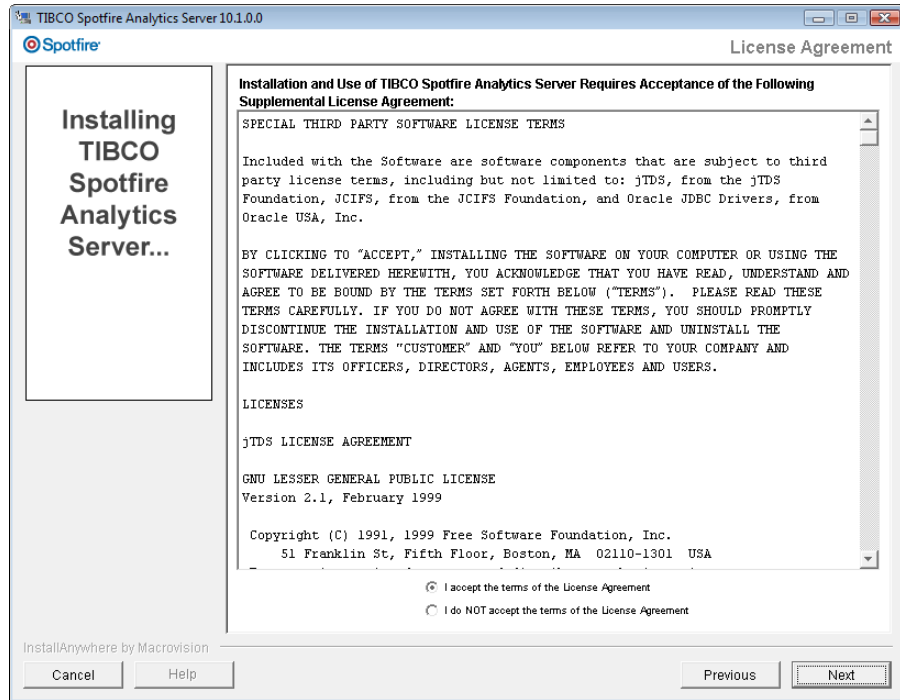 TIBCO Spotfire Analytics Server 10.1.0.0
Spotfire
License Agreement
Installing
TIBCO
Spotfire
Analytics
Server...
Installation and Use of TIBCO Spotfire Analytics Server Requires Acceptance of the Following
Supplemental License Agreement:
SPECIAL THIRD PARTY SOFTWARE LICENSE TERMS
Included with the Software are software components that are subject to third
party license terms, including but not limited to: jTDS, from the jTDS
Foundation, JCIFS, from the JCIFS Foundation, and Oracle JDBC Drivers, from
Oracle USA, Inc.
BY CLICKING TO "ACCEPT," INSTALLING THE SOFTWARE ON YOUR COMPUTER OR USING THE
SOFTWARE DELIVERED HEREWITH, YOU ACKNOWLEDGE THAT YOU HAVE READ, UNDERSTAND AND
AGREE TO BE BOUND BY THE TERMS SET FORTH BELOW ("TERMS").  PLEASE READ THESE
TERMS CAREFULLY. IF YOU DO NOT AGREE WITH THESE TERMS, YOU SHOULD PROMPTLY
DISCONTINUE THE INSTALLATION AND USE OF THE SOFTWARE AND UNINSTALL THE
SOFTWARE. THE TERMS "CUSTOMER" AND "YOU" BELOW REFER TO YOUR COMPANY AND
INCLUDES ITS OFFICERS, DIRECTORS, AGENTS, EMPLOYEES AND USERS.
LICENSES
jTDS LICENSE AGREEMENT
GNU LESSER GENERAL PUBLIC LICENSE
Version 2.1, February 1999
Copyright (C) 1991, 1999 Free Software Foundation, Inc.
51 Franklin St, Fifth Floor, Boston, MA  02110-1301  USA
I accept the terms of the License Agreement
I do NOT accept the terms of the License Agreement
InstallAnywhere by Macrovision
Cancel
Help
Previous
Next